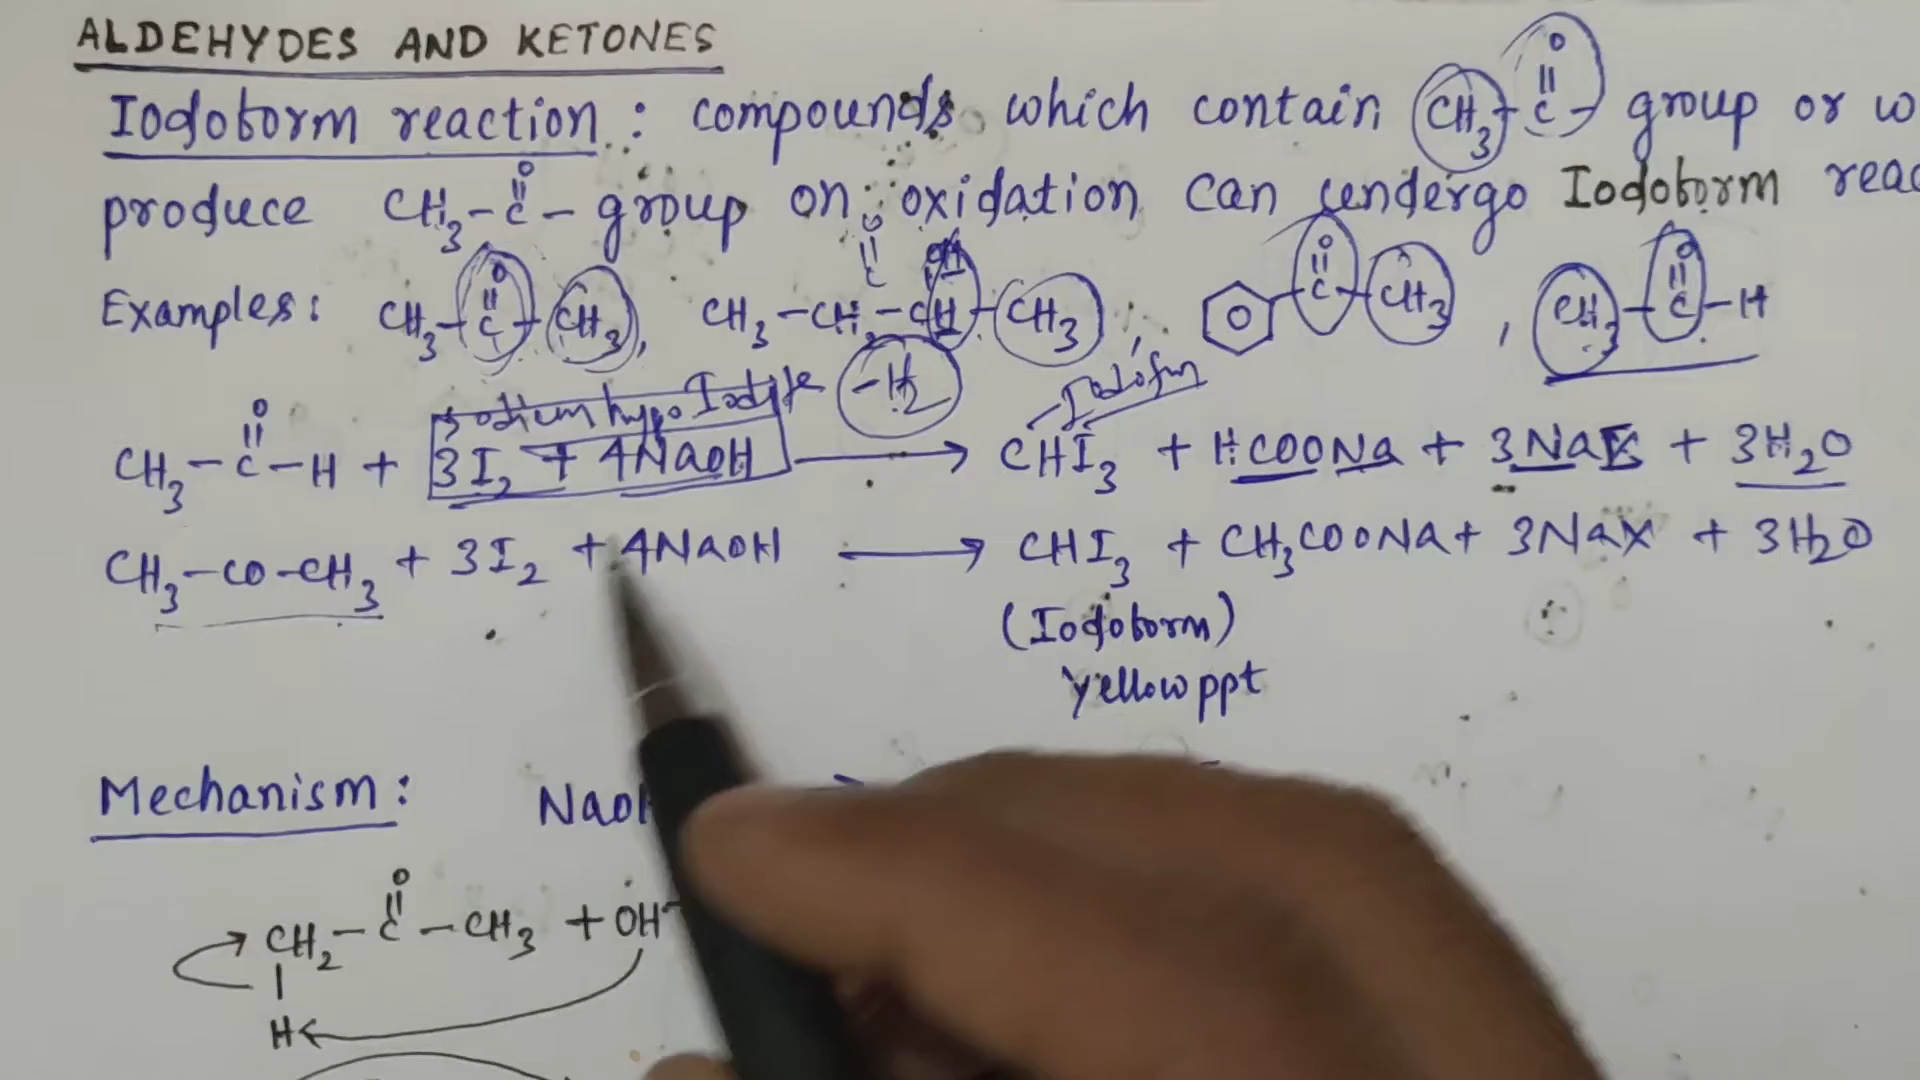 ALDEHYDES AND KETONES
Iodoform reaction: compounds which contain CH₃-C- group or w
O
||
produce CH₃-C- group on oxidation can undergo Iodoform reac
O
||
Examples: CH₃-C-CH₃, CH₃-CH₂-CH-CH₃, C-CH₃, CH₃-C-H
O
||
O
||
C
OH
O
||
O
||
-H₂
sodium hypo Iodite
Iodoform
CH₃-C-H + 3I₂ + 4NaOH → CHI₃ + HCOONa + 3NaI + 3H₂O
O
||
CH₃-CO-CH₃ + 3I₂ + 4NaOH → CHI₃ + CH₃COONa + 3NaX + 3H₂O
(Iodoform)
yellow ppt
Mechanism: NaOH →
O
||
CH₂-C-CH₃ + OH⁻
|
H